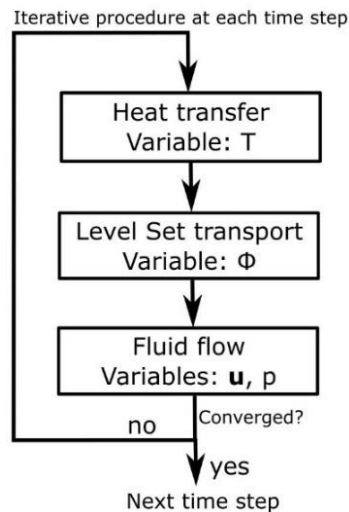 Iterative procedure at each time step
Heat transfer
Variable: T
Level Set transport
Variable: Φ
Fluid flow
Variables: u, p
Converged?
no
yes
Next time step